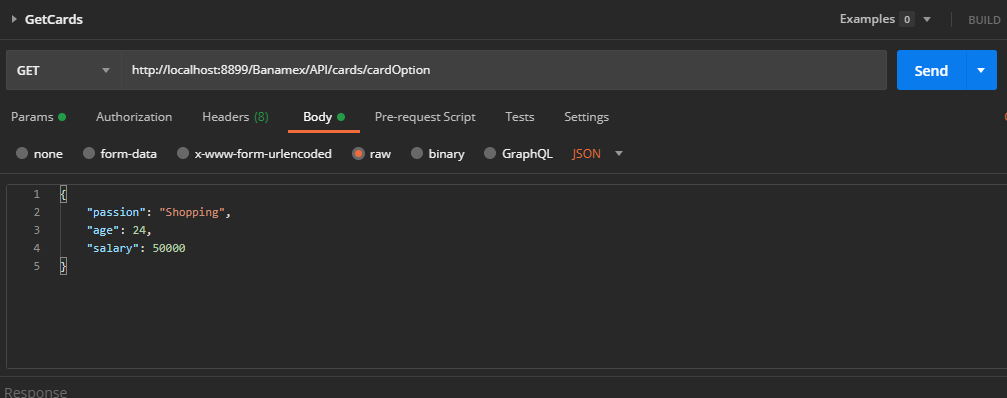 GetCards Examples 0 BUILD
GET http://localhost:8899/Banamex/API/cards/cardOption Send
Params Authorization Headers (8) Body Pre-request Script Tests Settings
none form-data x-www-form-urlencoded raw binary GraphQL JSON
1 {
2 "passion": "Shopping",
3 "age": 24,
4 "salary": 50000
5 }
Response